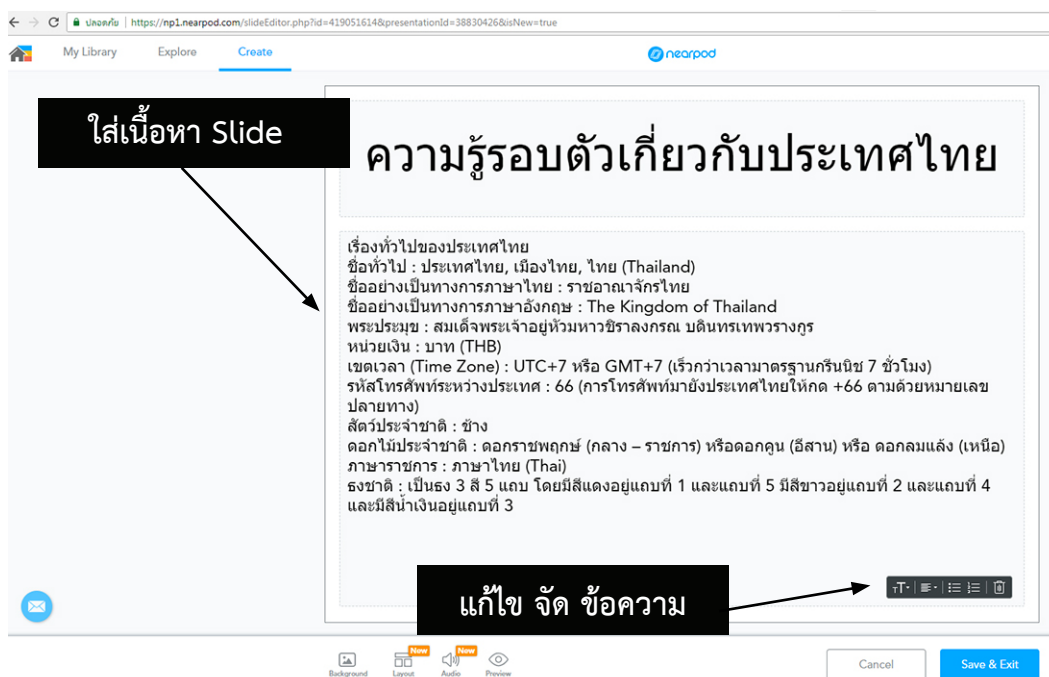 ปลอดภัย https://np1.nearpod.com/slideEditor.php?id=419051614&presentationId=38830426&isNew=true
My Library Explore Create nearpod
ใส่เนื้อหา Slide
ความรู้รอบตัวเกี่ยวกับประเทศไทย
เรื่องทั่วไปของประเทศไทย
ชื่อทั่วไป : ประเทศไทย, เมืองไทย, ไทย (Thailand)
ชื่ออย่างเป็นทางการภาษาไทย : ราชอาณาจักรไทย
ชื่ออย่างเป็นทางการภาษาอังกฤษ : The Kingdom of Thailand
พระประมุข : สมเด็จพระเจ้าอยู่หัวมหาวชิราลงกรณ บดินทรเทพวรางกูร
หน่วยเงิน : บาท (THB)
เขตเวลา (Time Zone) : UTC+7 หรือ GMT+7 (เร็วกว่าเวลามาตรฐานกรีนนิช 7 ชั่วโมง)
รหัสโทรศัพท์ระหว่างประเทศ : 66 (การโทรศัพท์มายังประเทศไทยให้กด +66 ตามด้วยหมายเลข
ปลายทาง)
สัตว์ประจำชาติ : ช้าง
ดอกไม้ประจำชาติ : ดอกราชพฤกษ์ (กลาง – ราชการ) หรือดอกคูน (อีสาน) หรือ ดอกลมแล้ง (เหนือ)
ภาษาราชการ : ภาษาไทย (Thai)
ธงชาติ : เป็นธง 3 สี 5 แถบ โดยมีสีแดงอยู่แถบที่ 1 และแถบที่ 5 มีสีขาวอยู่แถบที่ 2 และแถบที่ 4
และมีสีน้ำเงินอยู่แถบที่ 3
แก้ไข จัด ข้อความ
New New
Background Layout Audio Preview Cancel Save & Exit